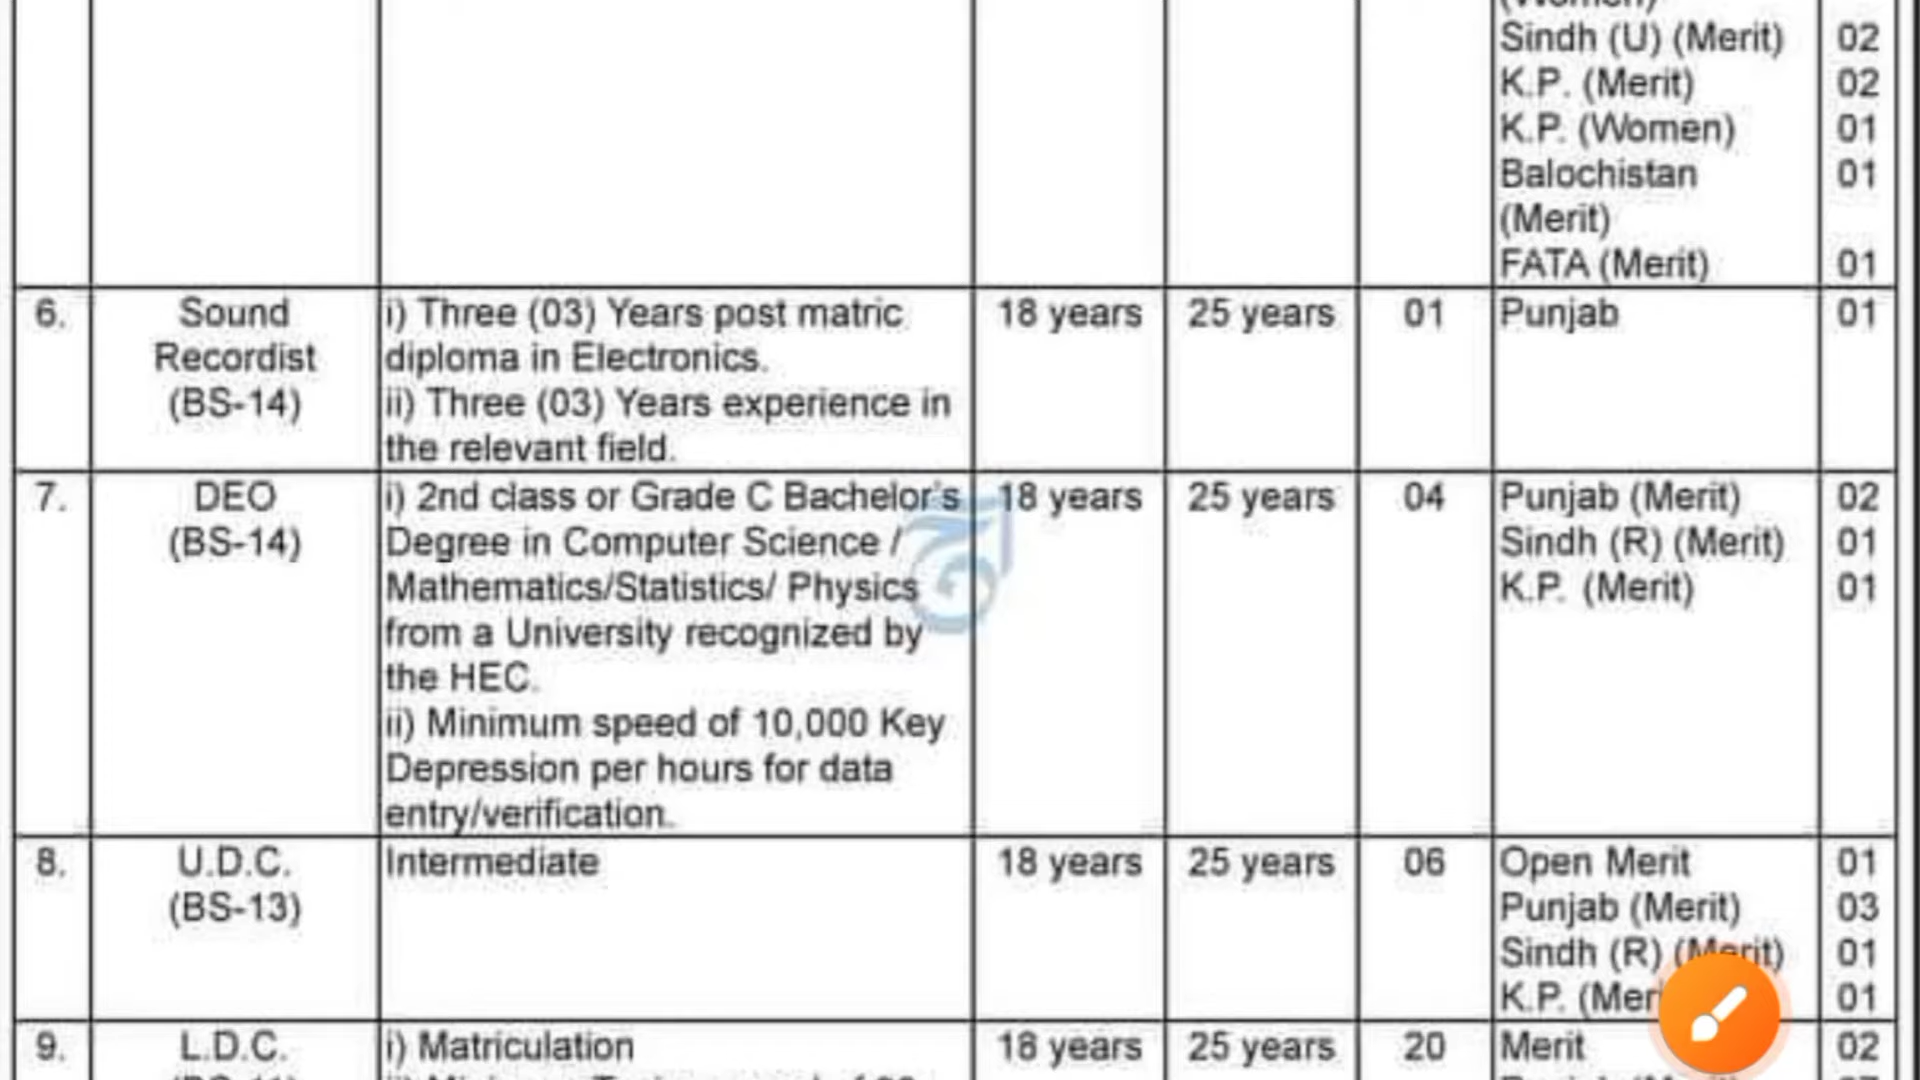 Sindh (U) (Merit) 02
K.P. (Merit) 02
K.P. (Women) 01
Balochistan 01
(Merit)
FATA (Merit) 01
6. Sound i) Three (03) Years post matric 18 years 25 years 01 Punjab 01
Recordist diploma in Electronics.
(BS-14) ii) Three (03) Years experience in
the relevant field.
7. DEO i) 2nd class or Grade C Bachelor's 18 years 25 years 04 Punjab (Merit) 02
(BS-14) Degree in Computer Science / Sindh (R) (Merit) 01
Mathematics/Statistics/ Physics K.P. (Merit) 01
from a University recognized by
the HEC.
ii) Minimum speed of 10,000 Key
Depression per hours for data
entry/verification.
8. U.D.C. Intermediate 18 years 25 years 06 Open Merit 01
(BS-13) Punjab (Merit) 03
Sindh (R) (Merit) 01
K.P. (Mer 01
9. L.D.C. i) Matriculation 18 years 25 years 20 Merit 02